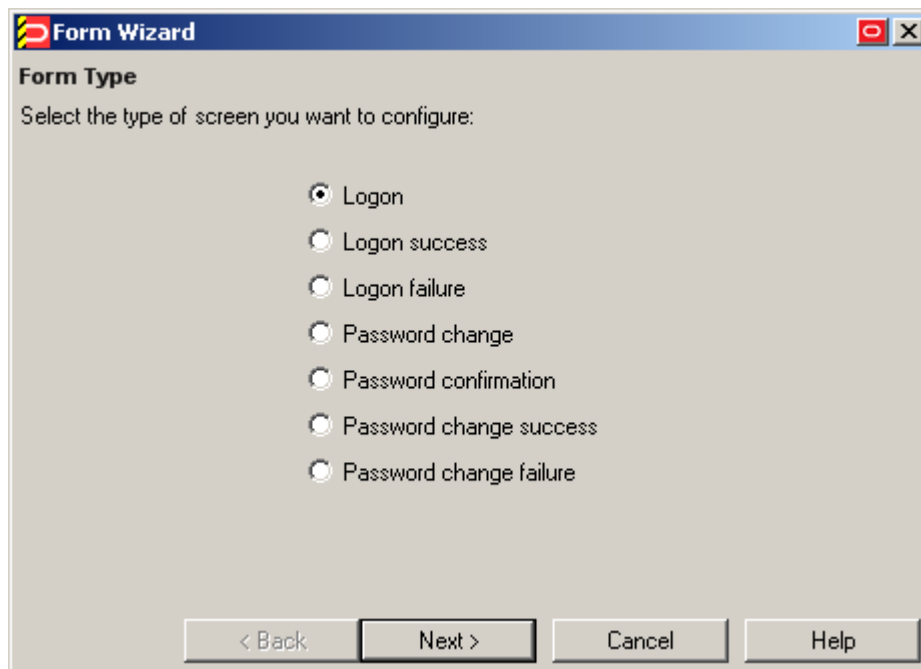 Form Wizard
Form Type
Select the type of screen you want to configure:
Logon
Logon success
Logon failure
Password change
Password confirmation
Password change success
Password change failure
< Back Next > Cancel Help